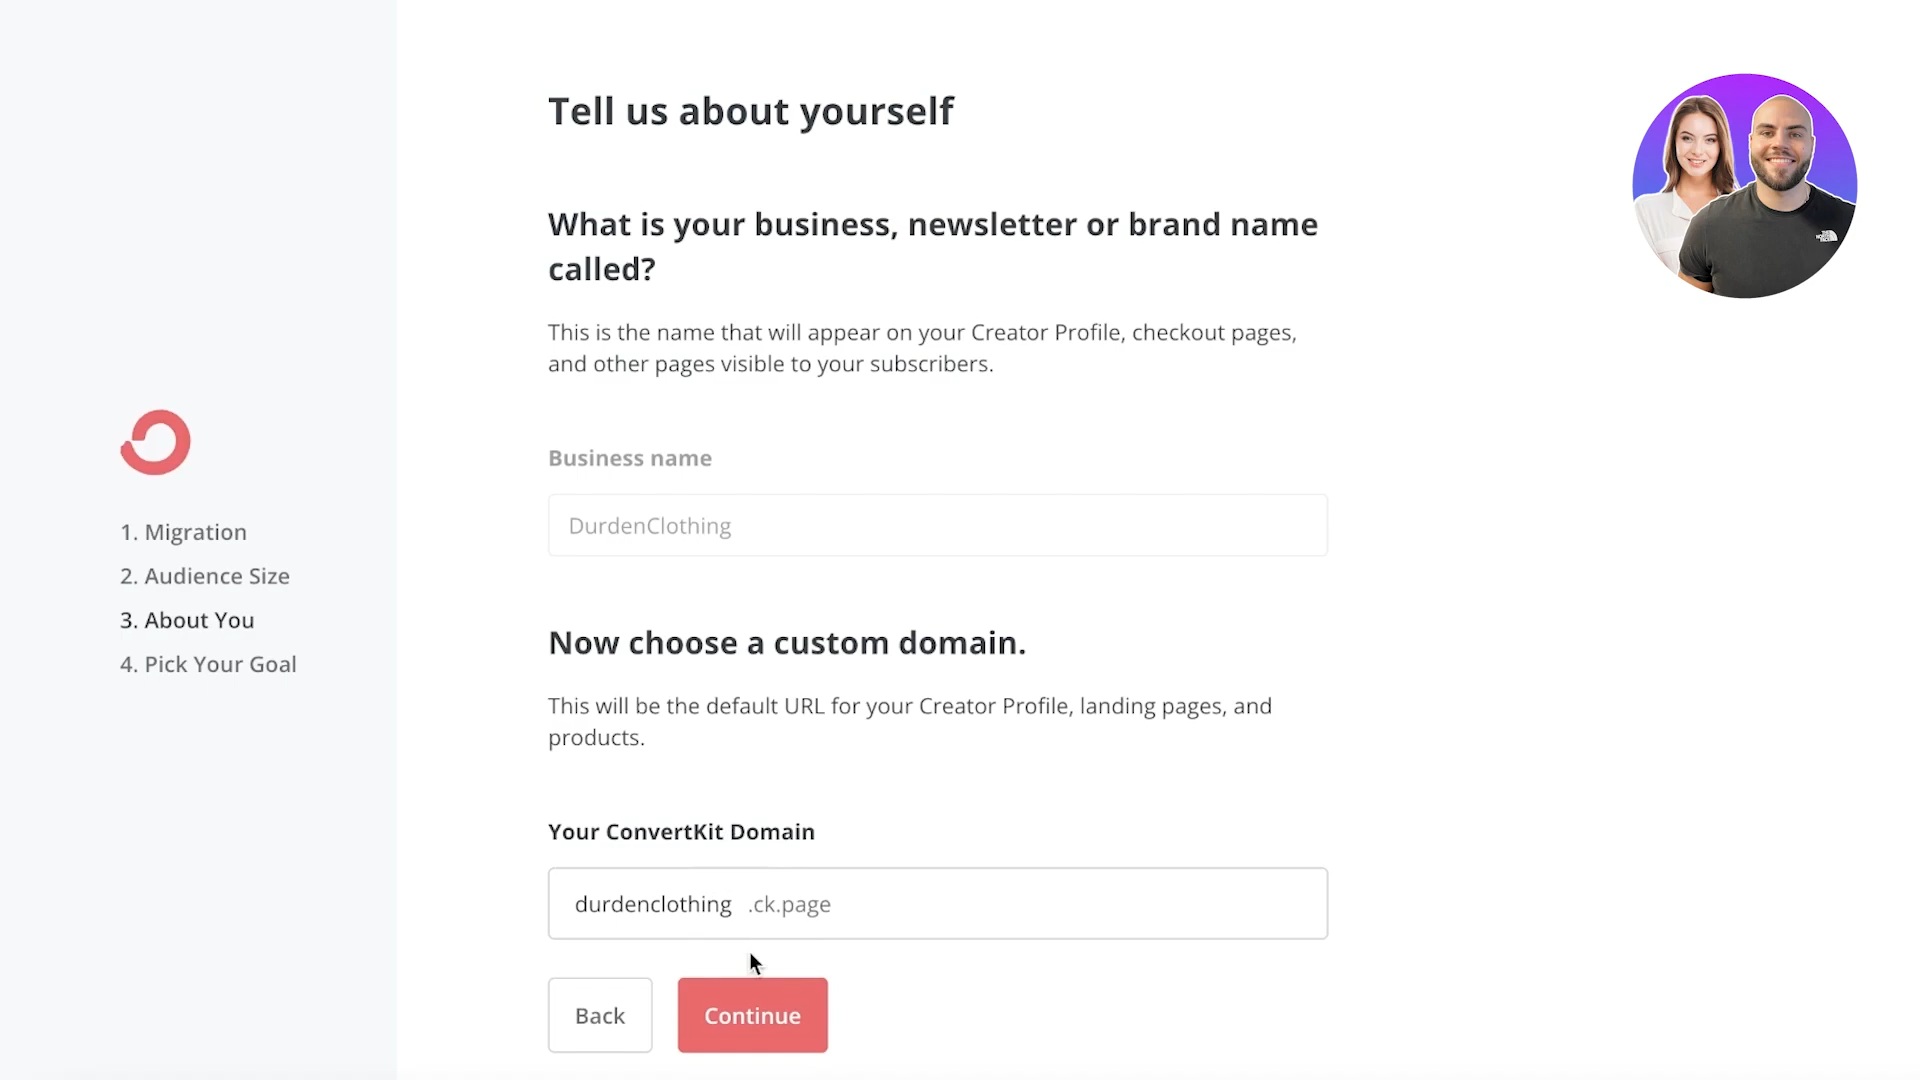 Tell us about yourself
What is your business, newsletter or brand name
called?
This is the name that will appear on your Creator Profile, checkout pages,
and other pages visible to your subscribers.
Business name
DurdenClothing
1. Migration
2. Audience Size
3. About You
4. Pick Your Goal
Now choose a custom domain.
This will be the default URL for your Creator Profile, landing pages, and
products.
Your ConvertKit Domain
durdenclothing .ck.page
Back
Continue
THE
NORTH
FACE